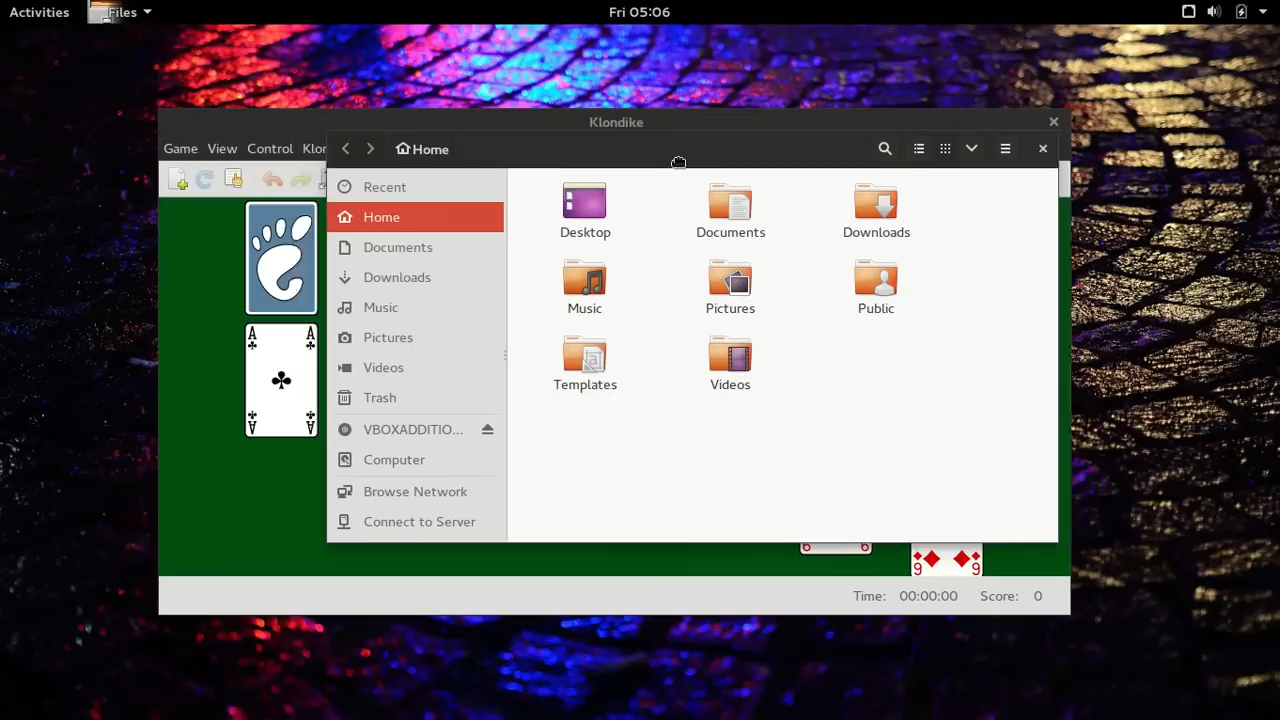 Activities Files Fri 05:06
Klondike
Game View Control Klon
Home
Recent
Home
Documents
Downloads
Music
Pictures
Videos
Trash
VBOXADDITIO...
Computer
Browse Network
Connect to Server
Desktop Documents Downloads
Music Pictures Public
Templates Videos
A A
A A
9 9
Time: 00:00:00 Score: 0